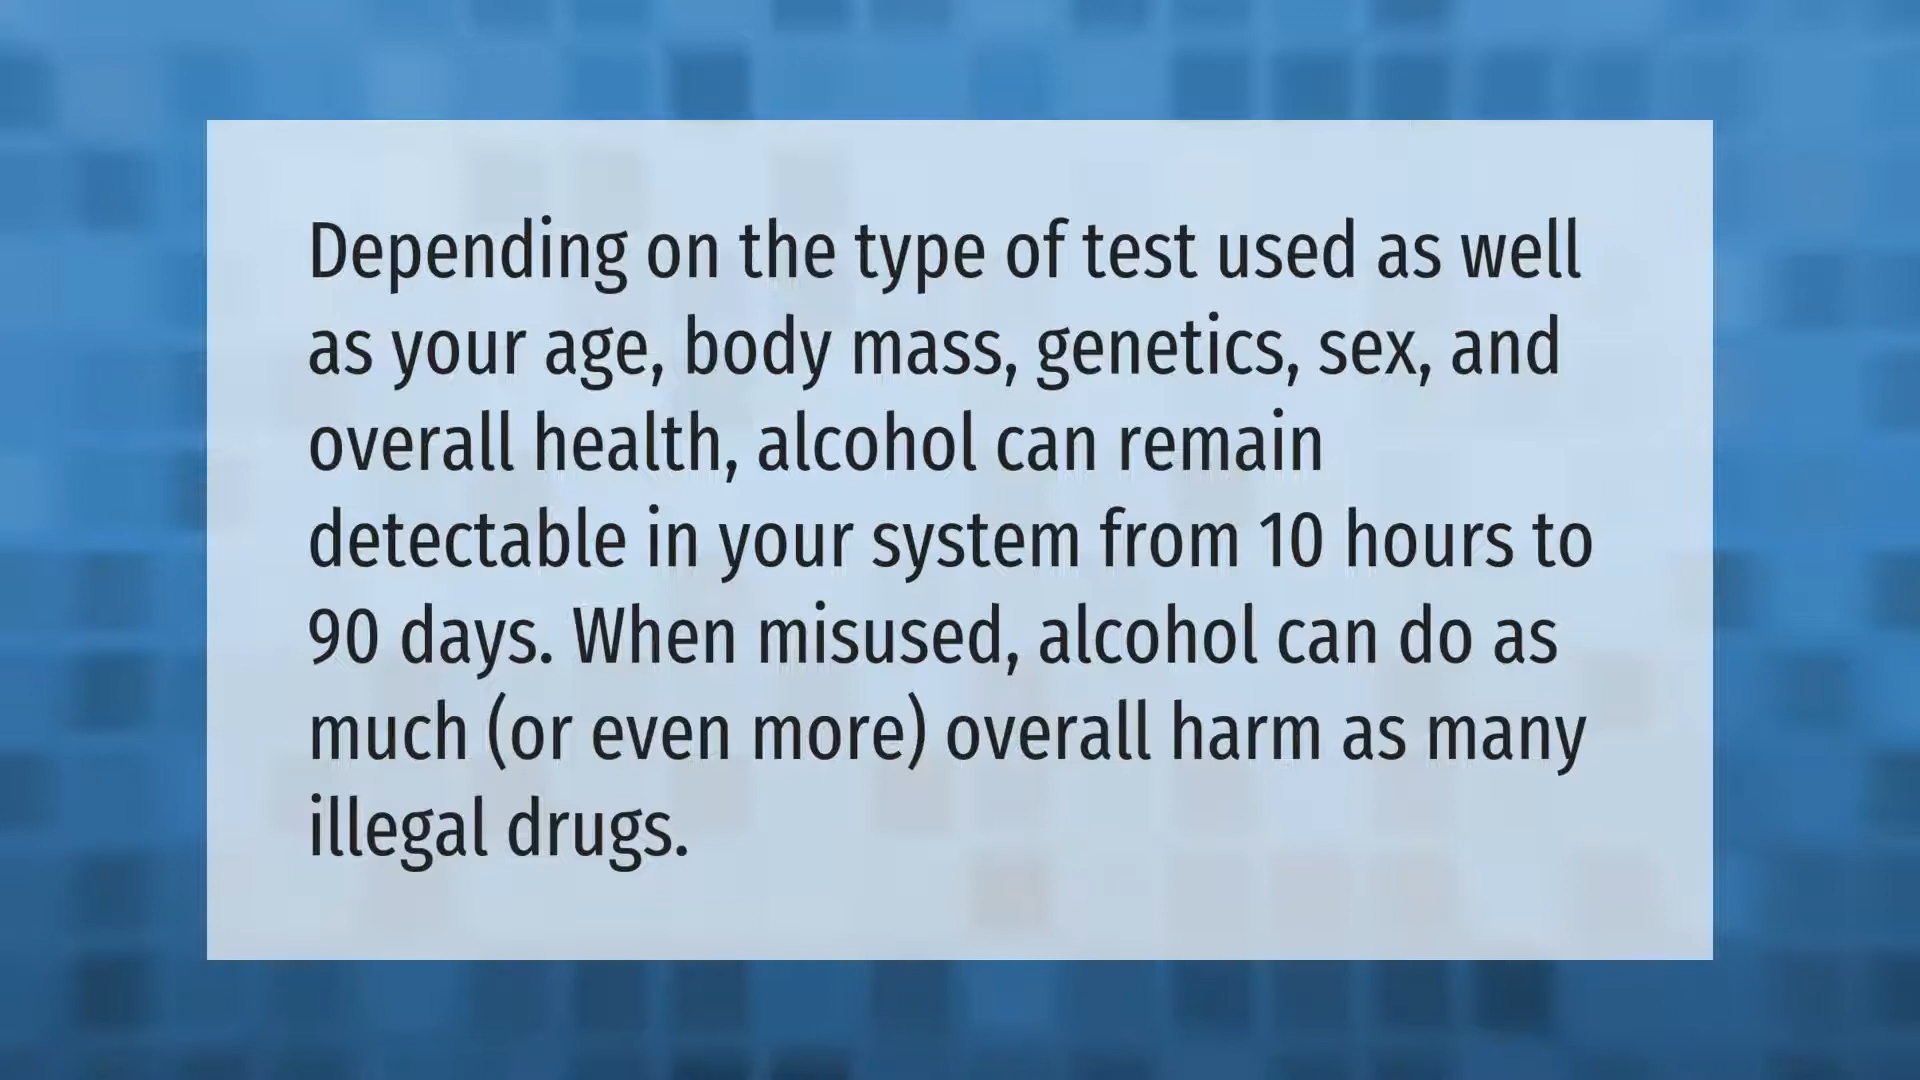 Depending on the type of test used as well
as your age, body mass, genetics, sex, and
overall health, alcohol can remain
detectable in your system from 10 hours to
90 days. When misused, alcohol can do as
much (or even more) overall harm as many
illegal drugs.